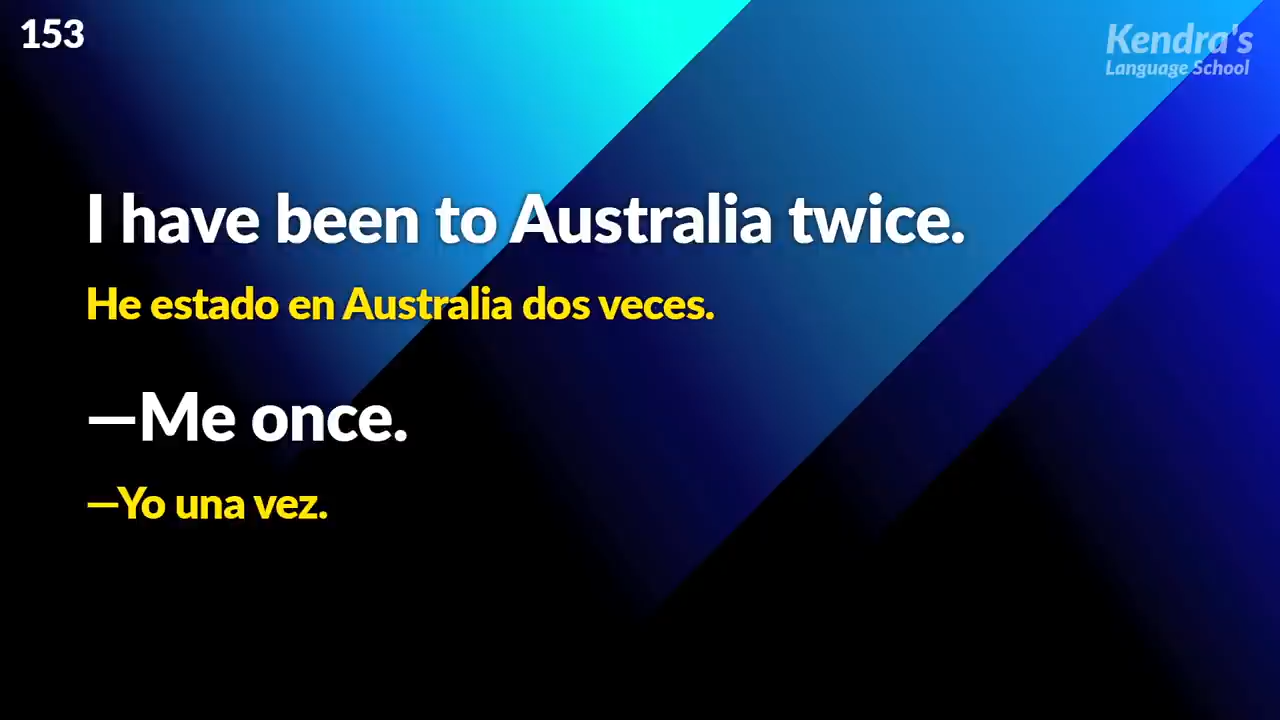 153
Kendra's
Language School
I have been to Australia twice.
He estado en Australia dos veces.
—Me once.
—Yo una vez.